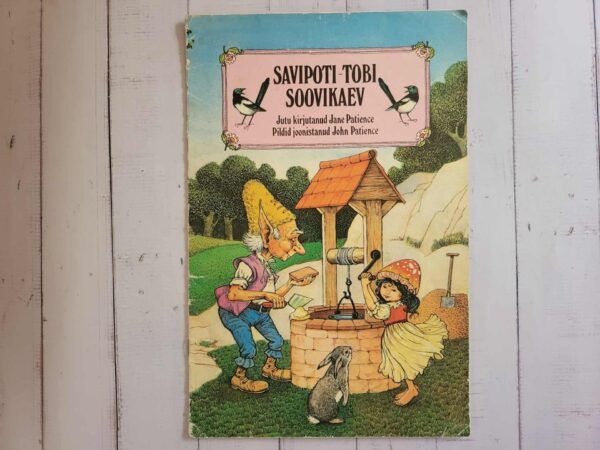 SAVIPOTI-TOBI
SOOVIKAEV
Jutu kirjutanud Jane Patience
Pildid joonistanud John Patience